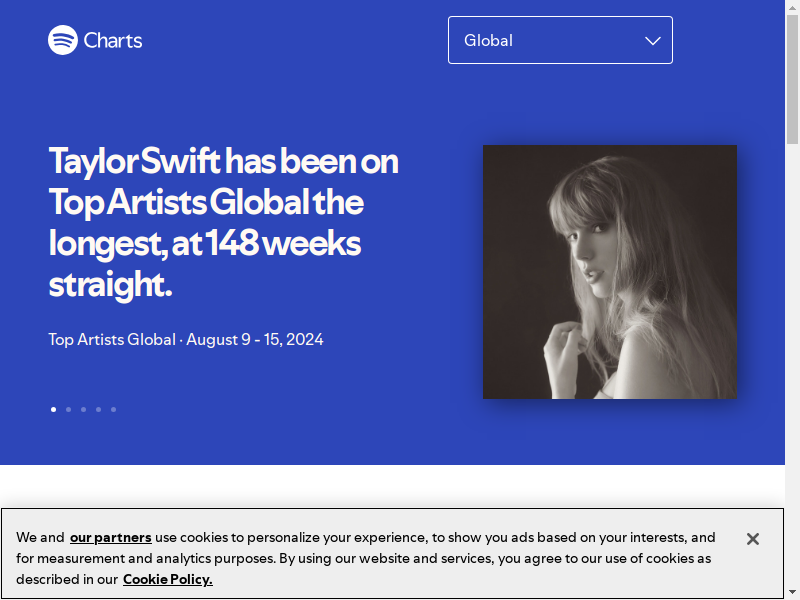 Charts
Global
Taylor Swift has been on
Top Artists Global the
longest, at 148 weeks
straight.
Top Artists Global · August 9 - 15, 2024
We and our partners use cookies to personalize your experience, to show you ads based on your interests, and
for measurement and analytics purposes. By using our website and services, you agree to our use of cookies as
described in our Cookie Policy.